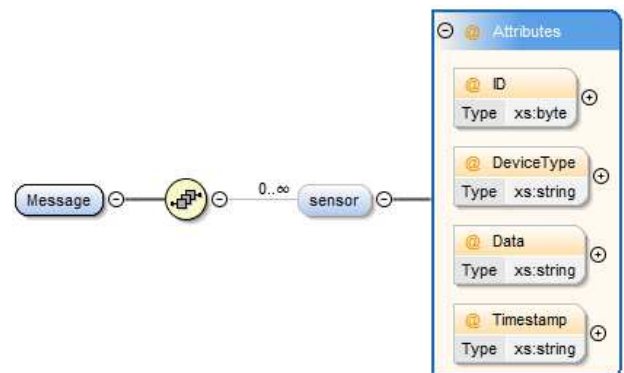 @ Attributes
@ ID
Type xs:byte
@ DeviceType
Type xs:string
Message
0..∞
sensor
@ Data
Type xs:string
@ Timestamp
Type xs:string